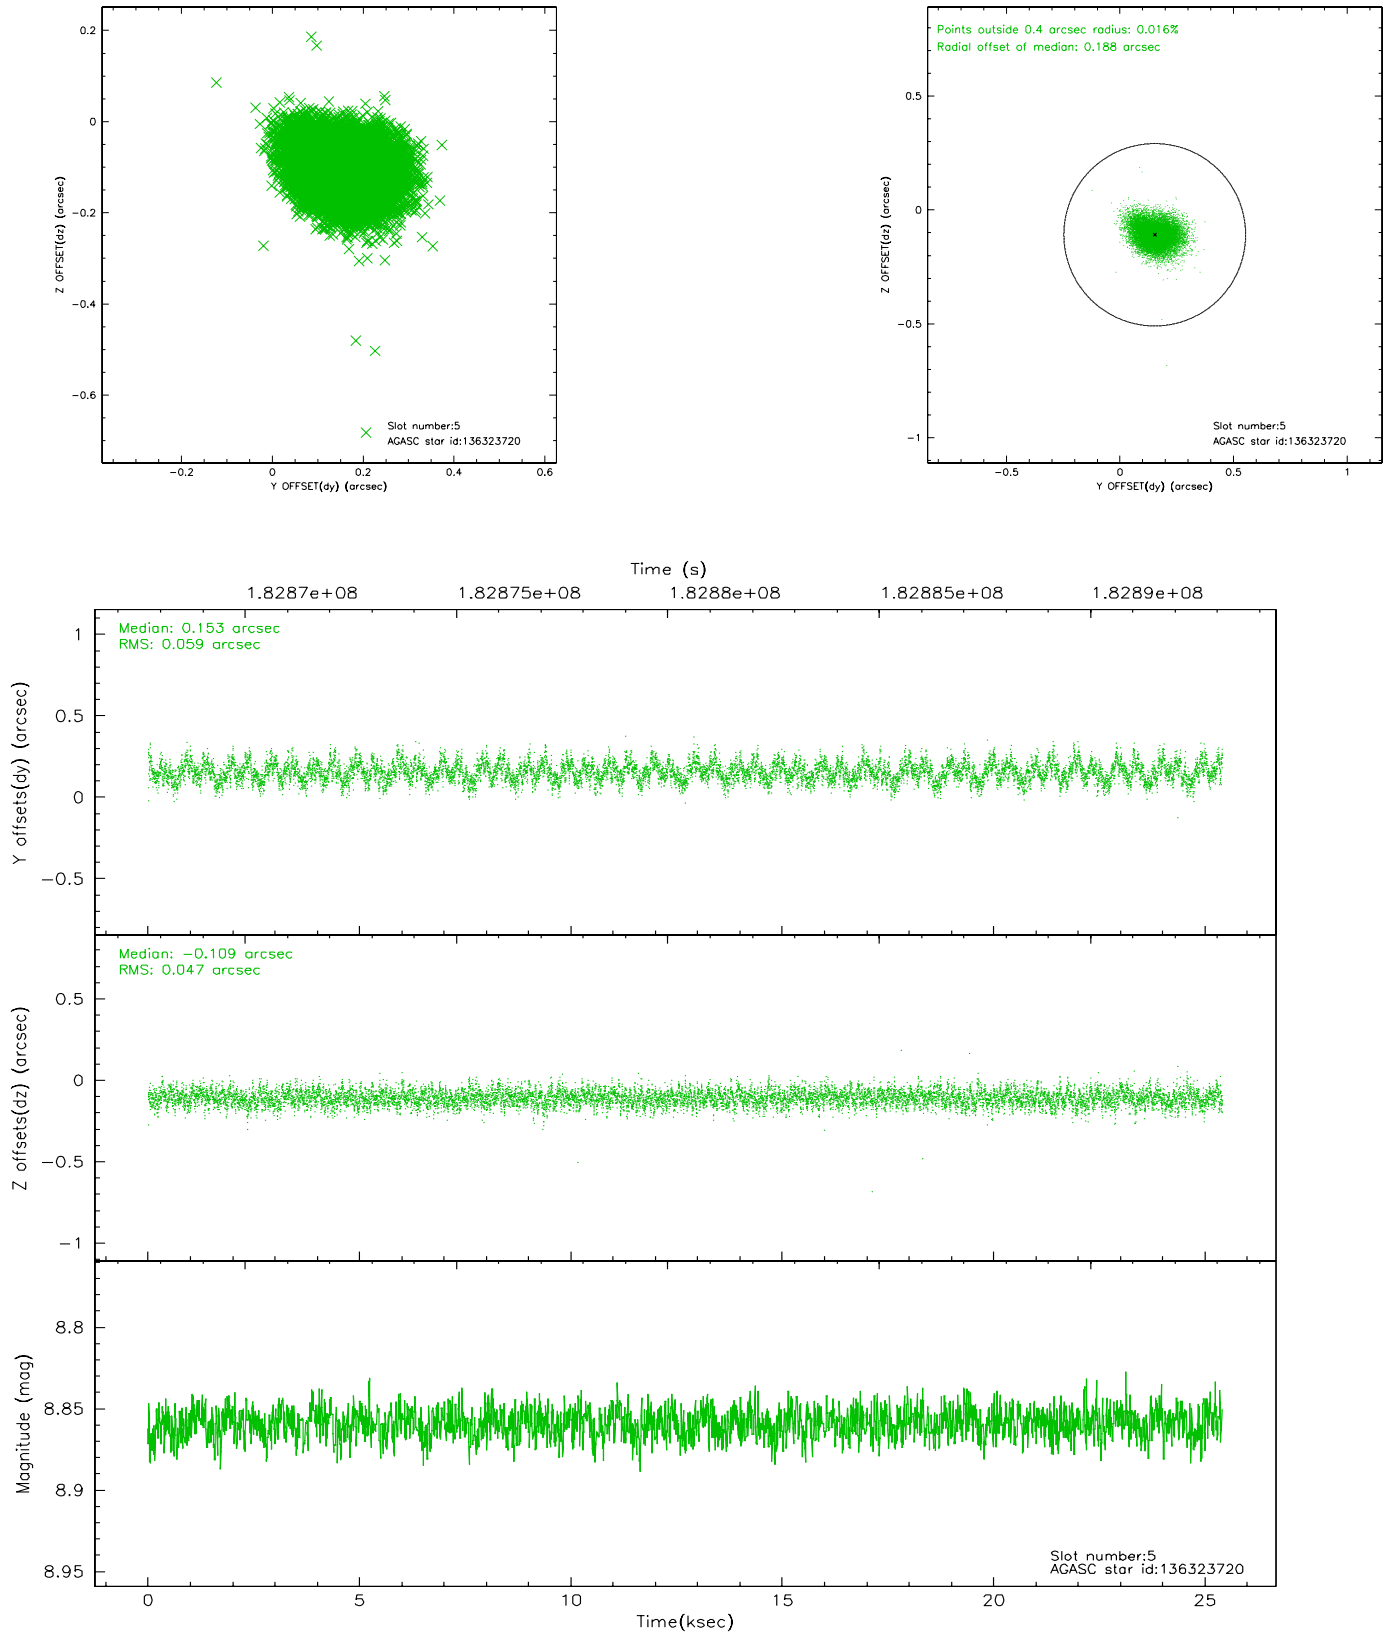 0.2
0
−0.2
−0.4
−0.6
Z OFFSET(dz) (arcsec)
Slot number:5
AGASC star id:136323720
−0.2 0 0.2 0.4 0.6
Y OFFSET(dy) (arcsec)
Points outside 0.4 arcsec radius: 0.016%
Radial offset of median: 0.188 arcsec
0.5
0
−0.5
−1
Z OFFSET(dz) (arcsec)
Slot number:5
AGASC star id:136323720
−0.5 0 0.5 1
Y OFFSET(dy) (arcsec)
Time (s)
1.8287e+08 1.82875e+08 1.8288e+08 1.82885e+08 1.8289e+08
Median: 0.153 arcsec
RMS: 0.059 arcsec
1
0.5
0
−0.5
Y offsets(dy) (arcsec)
Median: −0.109 arcsec
RMS: 0.047 arcsec
0.5
0
−0.5
−1
Z offsets(dz) (arcsec)
8.8
8.85
8.9
8.95
Magnitude (mag)
Slot number:5
AGASC star id:136323720
0 5 10 15 20 25
Time(ksec)